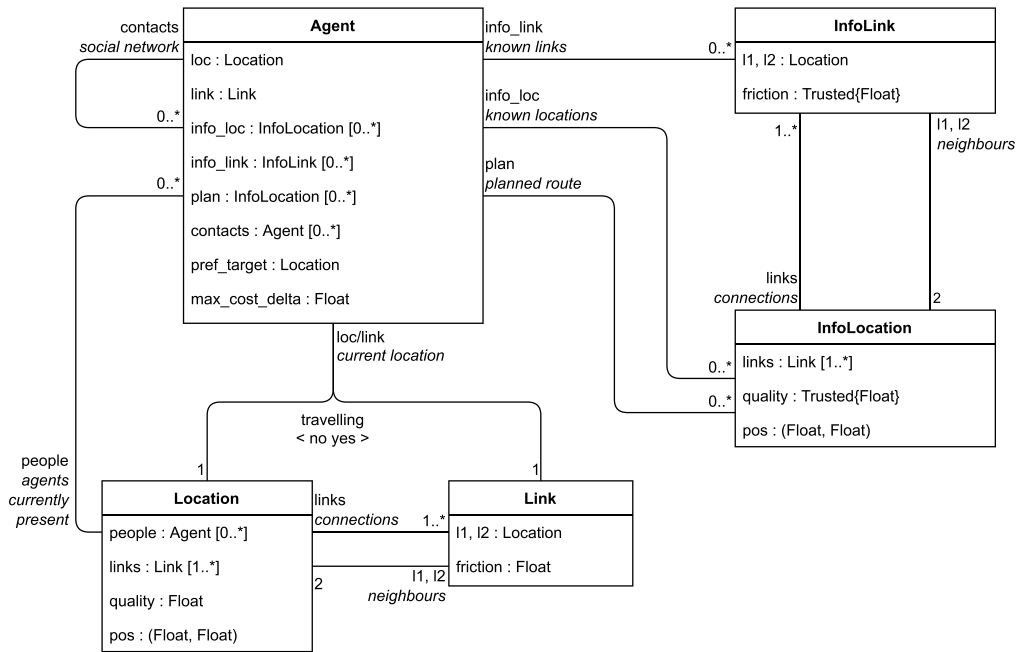 contacts
social network
0..*
Agent
loc : Location
link : Link
info_loc : InfoLocation [0..*]
info_link : InfoLink [0..*]
plan : InfoLocation [0..*]
contacts : Agent [0..*]
pref_target : Location
max_cost_delta : Float
info_link
known links
0..*
info_loc
known locations
plan
planned route
InfoLink
l1, l2 : Location
friction : Trusted{Float}
1..*
l1, l2
neighbours
links
connections
2
InfoLocation
links : Link [1..*]
quality : Trusted{Float}
pos : (Float, Float)
0..*
0..*
0..*
loc/link
current location
travelling
< no yes >
1
1
people
agents
currently
present
Location
people : Agent [0..*]
links : Link [1..*]
quality : Float
pos : (Float, Float)
links
connections
1..*
2
l1, l2
neighbours
Link
l1, l2 : Location
friction : Float